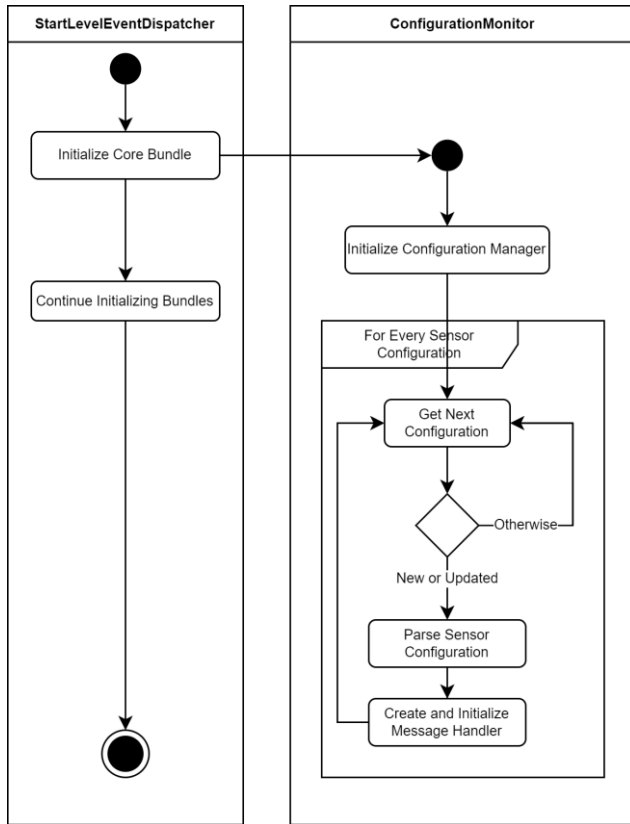 StartLevelEventDispatcher
ConfigurationMonitor
Initialize Core Bundle
Initialize Configuration Manager
Continue Initializing Bundles
For Every Sensor
Configuration
Get Next
Configuration
Otherwise
New or Updated
Parse Sensor
Configuration
Create and Initialize
Message Handler